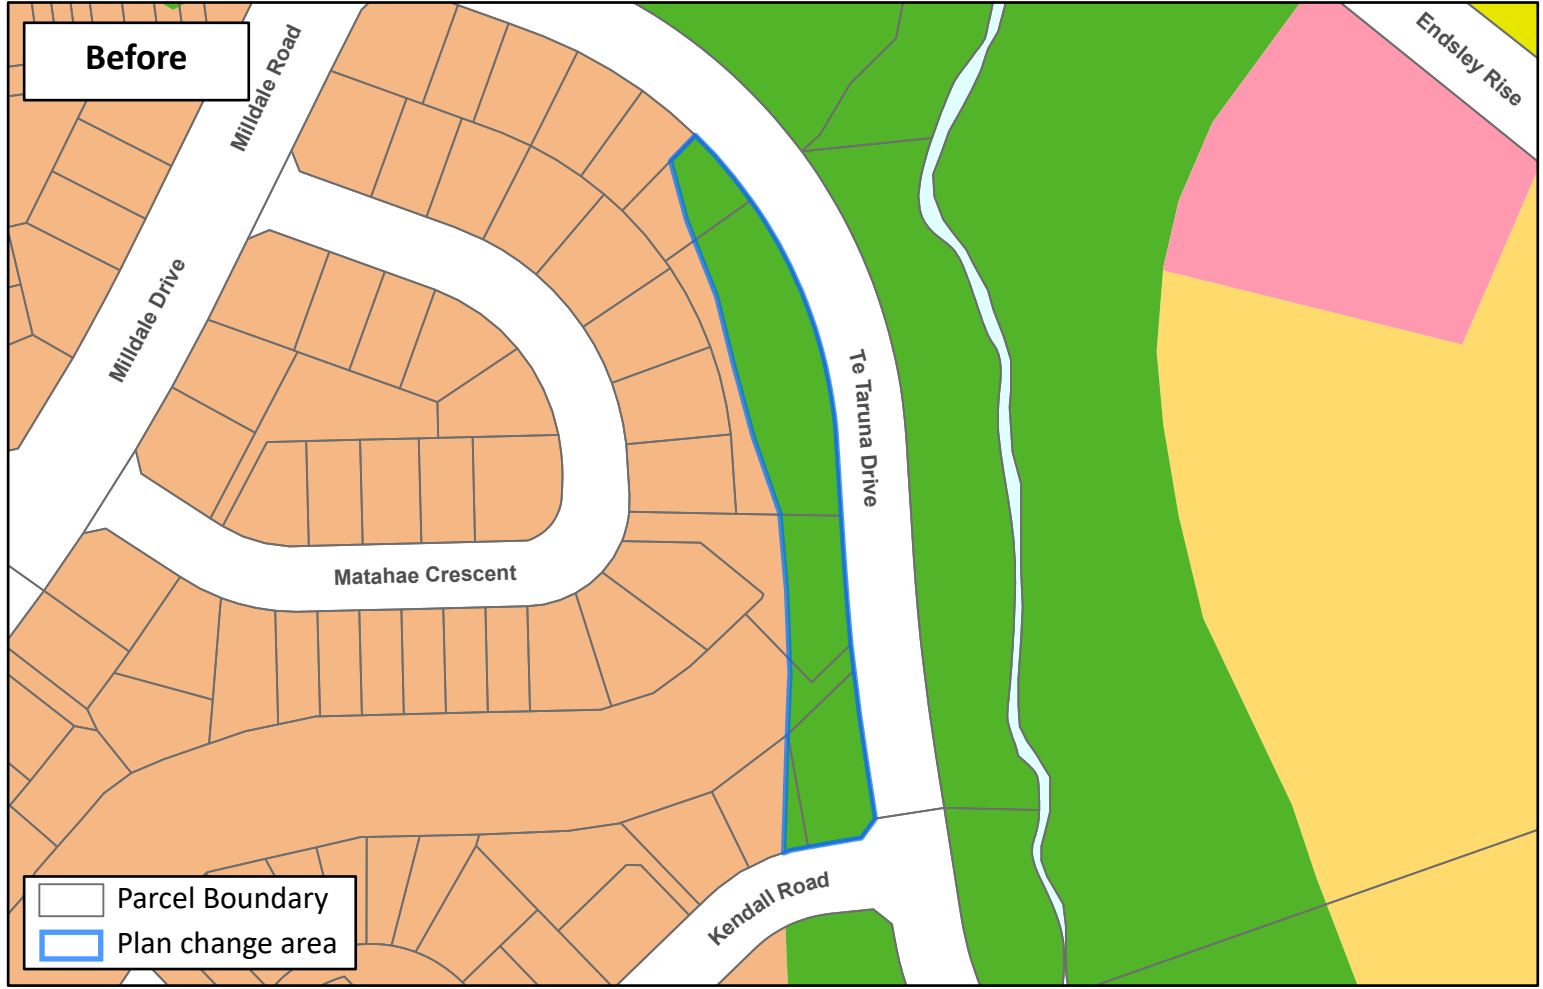 Before
Milldale Road
Endsley Rise
Milldale Drive
Te Taruna Drive
Matahae Crescent
Kendall Road
Parcel Boundary
Plan change area